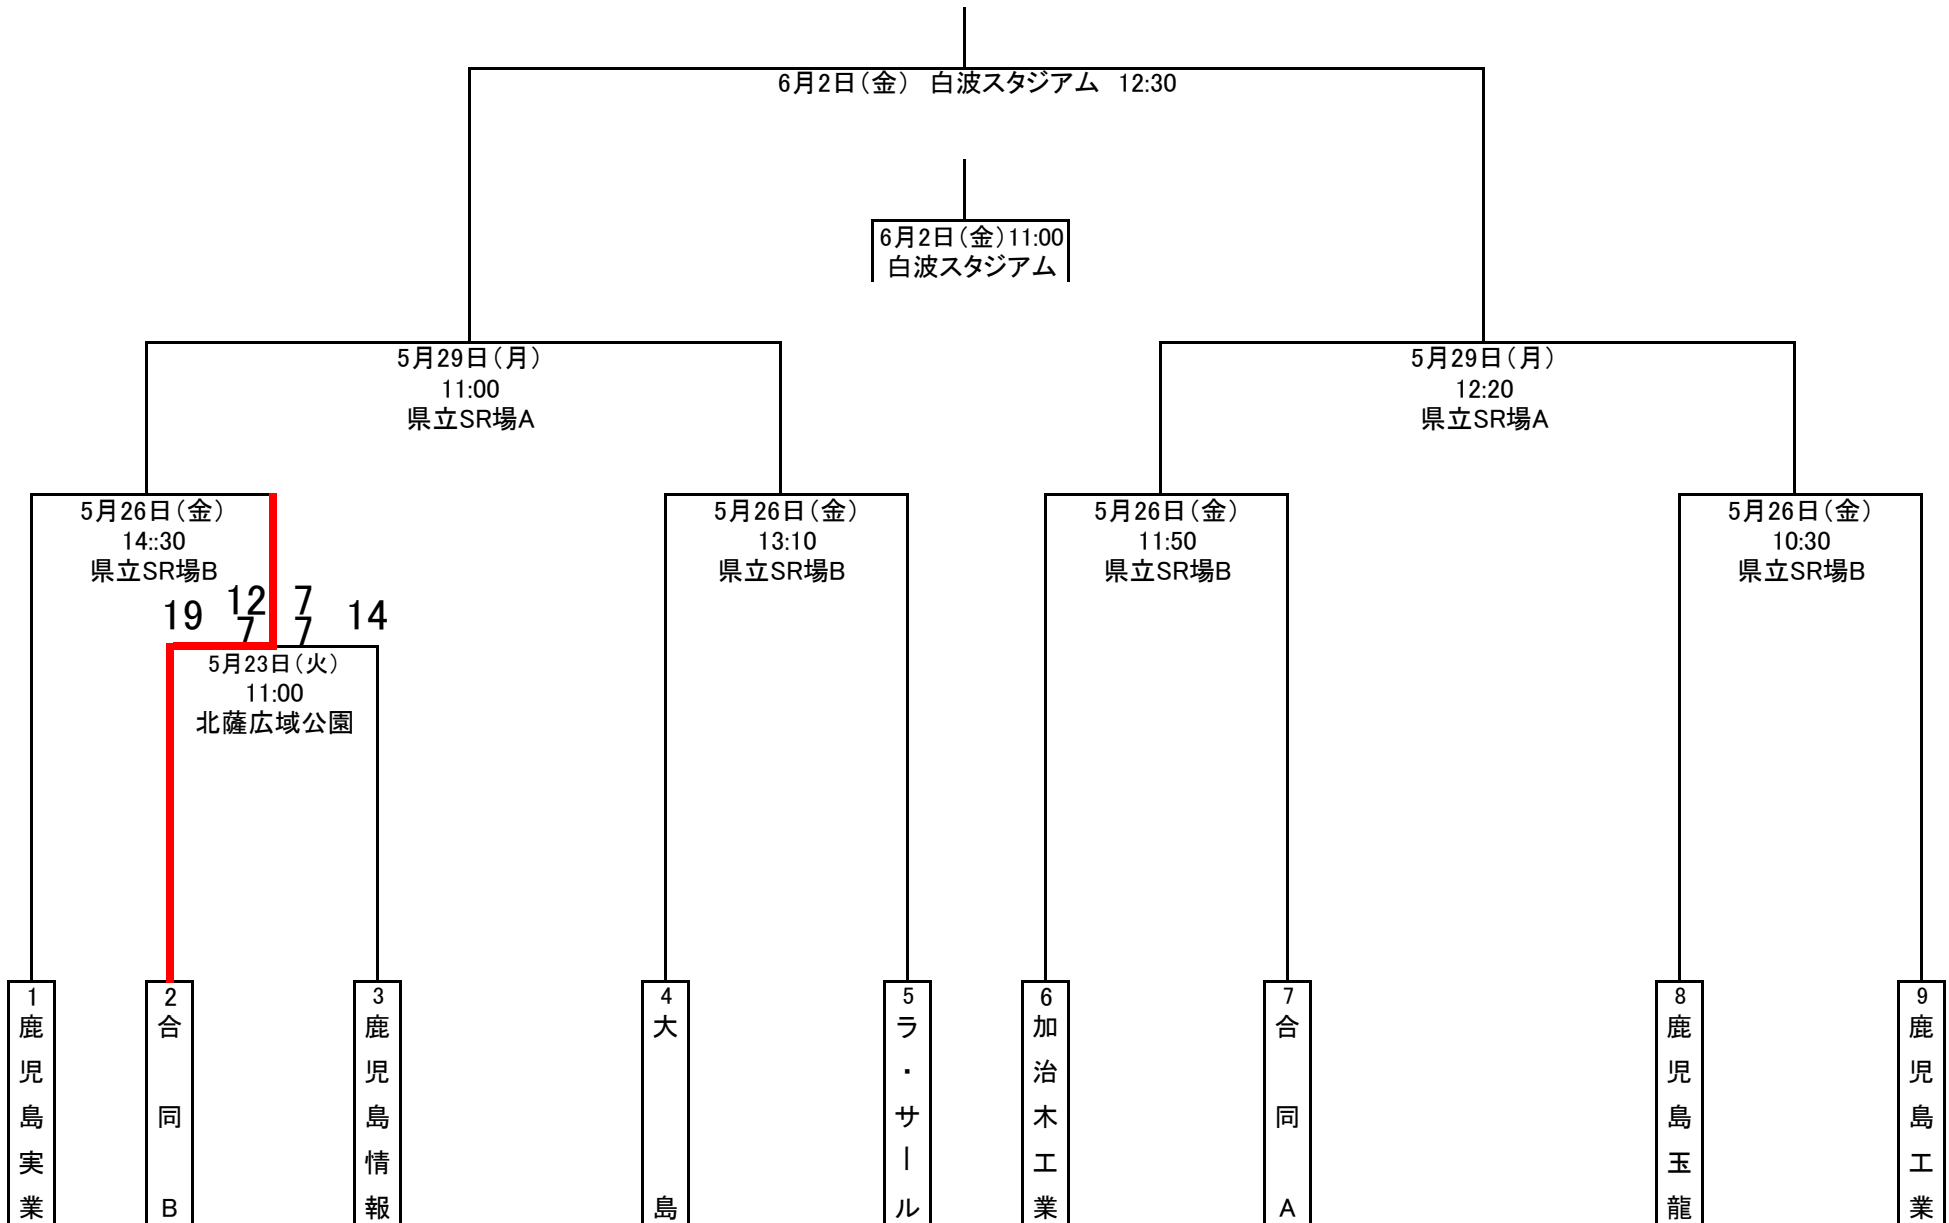 6月2日（金）　白波スタジアム　12:30
6月2日（金）11:00
白波スタジアム
5月29日（月）
11:00
県立SR場A
5月29日（月）
12:20
県立SR場A
5月26日（金）
14::30
県立SR場B
5月26日（金）
13:10
県立SR場B
5月26日（金）
11:50
県立SR場B
5月26日（金）
10:30
県立SR場B
19 12 7 14
7 7
5月23日（火）
11:00
北薩広域公園
1
鹿児島実業
2
合同B
3
鹿児島情報
4
大島
5
ラ・サール
6
加治木工業
7
合同A
8
鹿児島玉龍
9
鹿児島工業